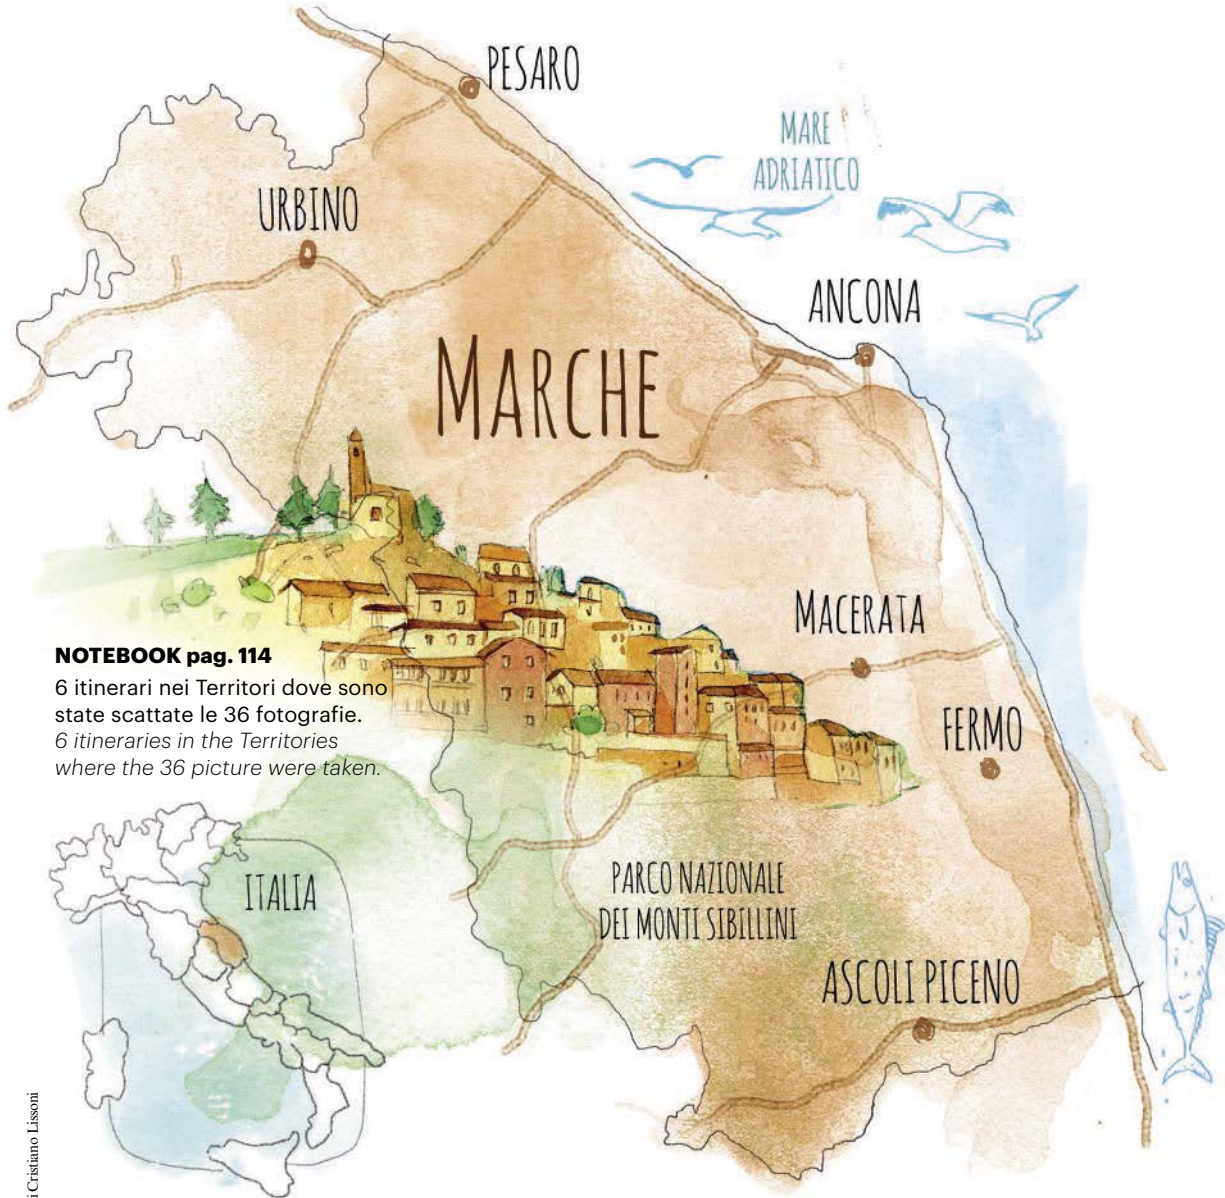 PESARO
MARE
ADRIATICO
URBINO
ANCONA
MARCHE
MACERATA
NOTEBOOK pag. 114
6 itinerari nei Territori dove sono
state scattate le 36 fotografie.
6 itineraries in the Territories
where the 36 picture were taken.
FERMO
PARCO NAZIONALE
DEI MONTI SIBILLINI
ITALIA
ASCOLI PICENO
i Cristiano Lissoni